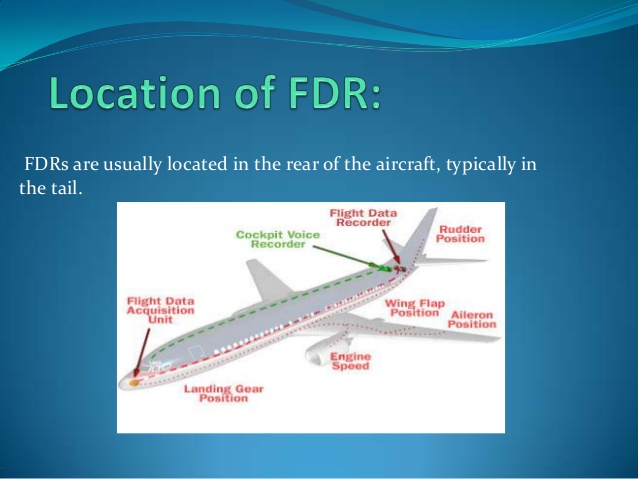 Location of FDR:
FDRs are usually located in the rear of the aircraft, typically in
the tail.
Flight Data
Recorder
Cockpit Voice
Recorder
Rudder
Position
Flight Data
Acquisition
Unit
Wing Flap
Position
Aileron
Position
Engine
Speed
Landing Gear
Position